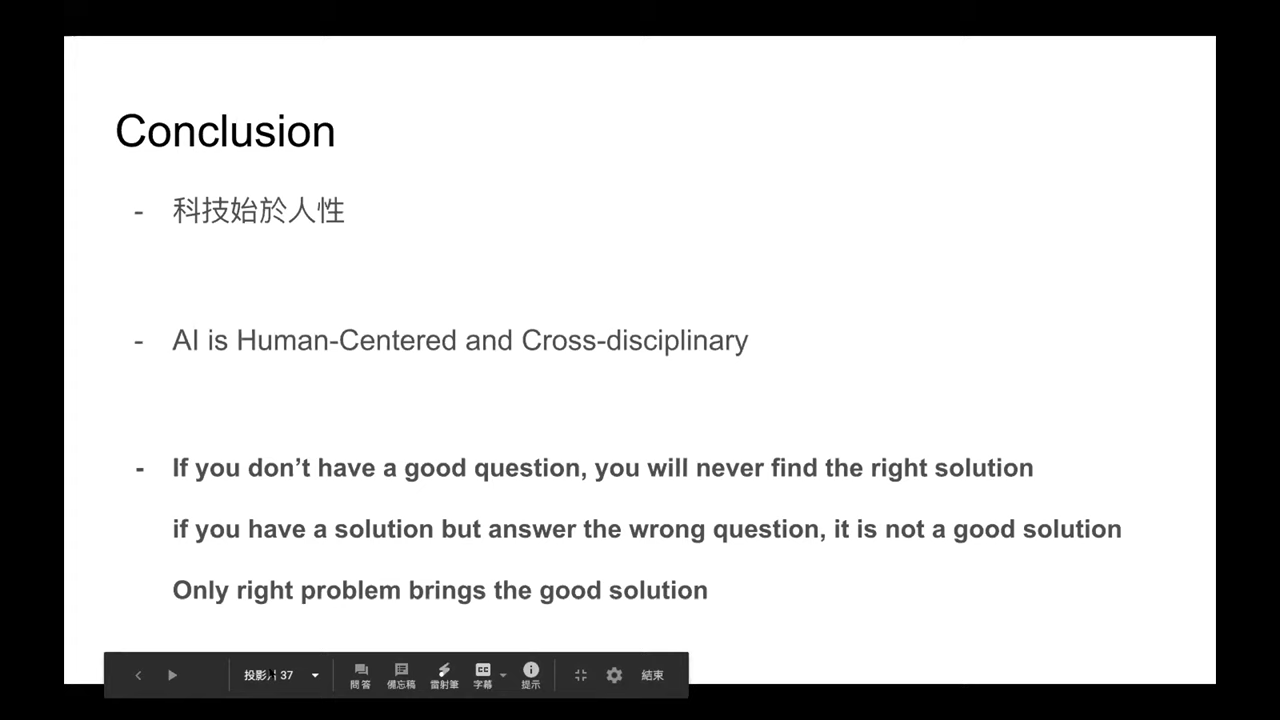 Conclusion
- 科技始於人性
- AI is Human-Centered and Cross-disciplinary
- If you don’t have a good question, you will never find the right solution
if you have a solution but answer the wrong question, it is not a good solution
Only right problem brings the good solution
投影片 37
問答 備忘稿 雷射筆 CC 字幕 提示 結束